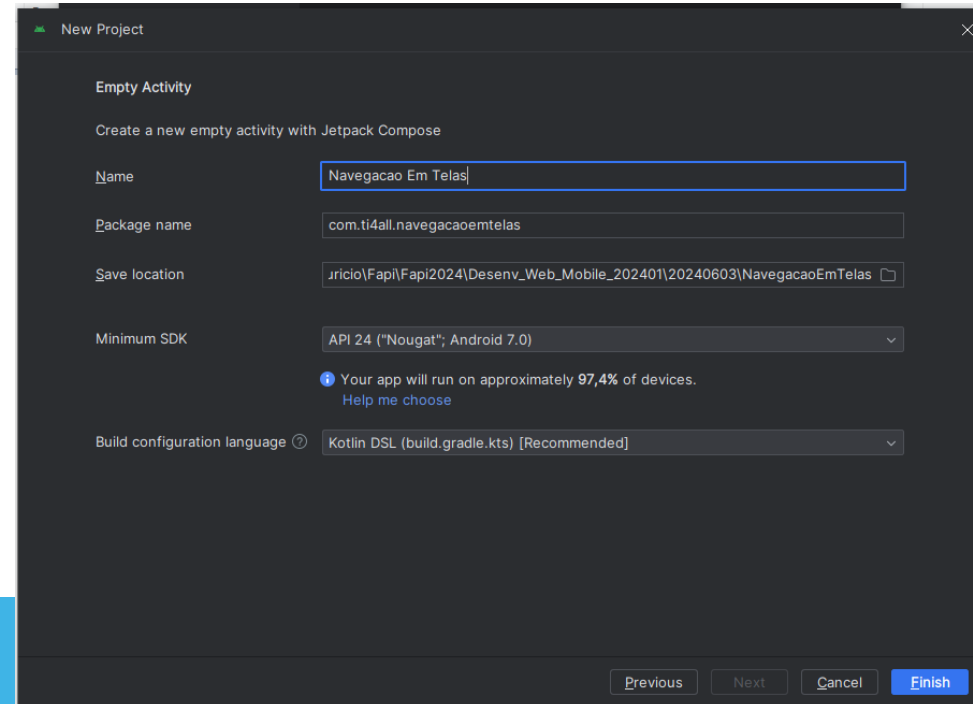 New Project
Empty Activity
Create a new empty activity with Jetpack Compose
Name Navegacao Em Telas
Package name com.ti4all.navegacaoemtelas
Save location uricio\Fapi\Fapi2024\Desenv_Web_Mobile_202401\20240603\NavegacaoEmTelas
Minimum SDK API 24 ("Nougat"; Android 7.0)
Your app will run on approximately 97,4% of devices.
Help me choose
Build configuration language Kotlin DSL (build.gradle.kts) [Recommended]
Previous Next Cancel Finish